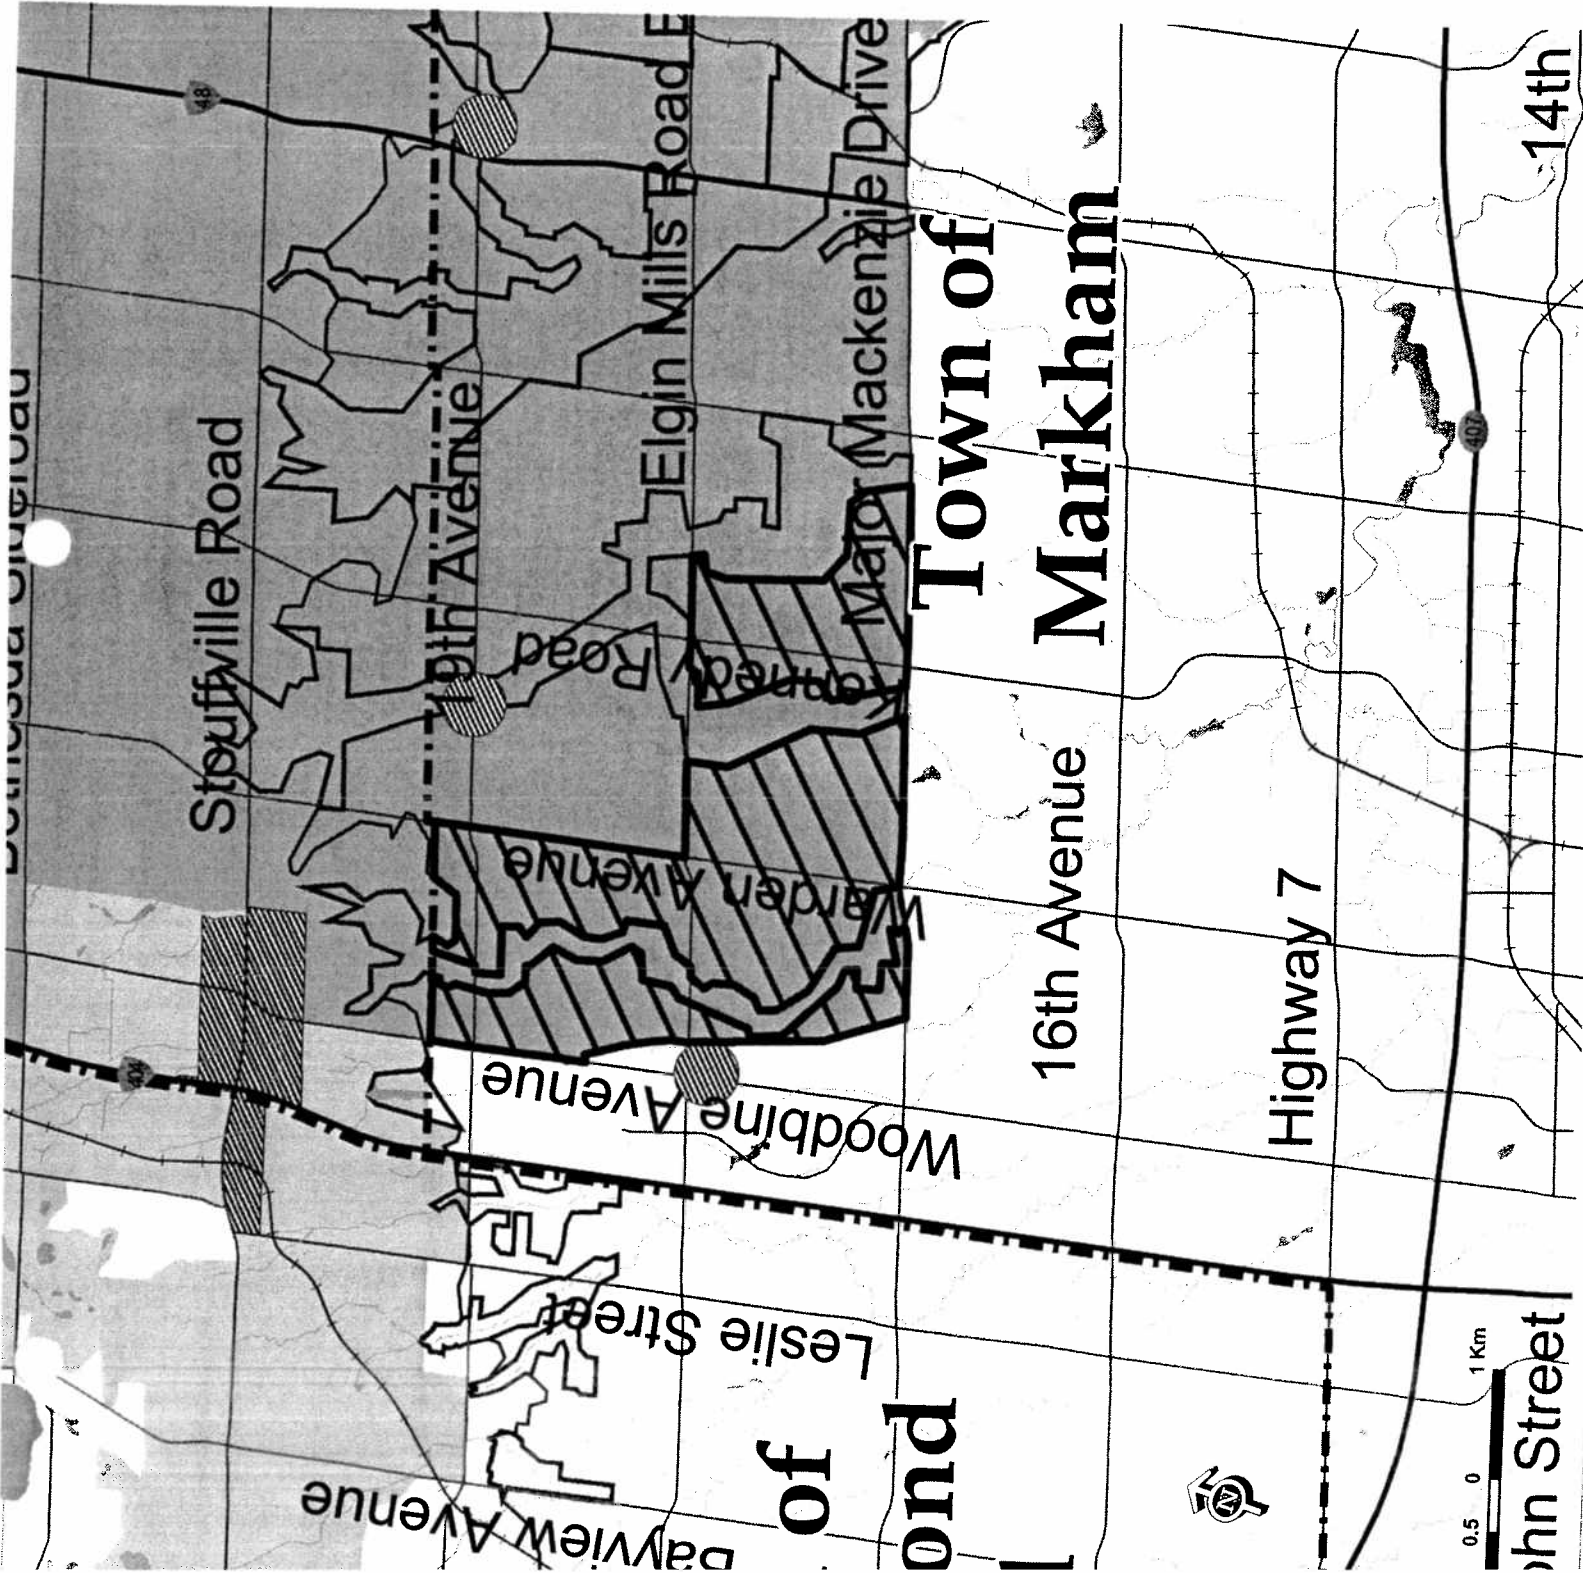 48
Stouffville Road
19th Avenue
Elgin Mills Road E
Major Mackenzie Drive
Town of
Markham
16th Avenue
Highway 7
14th
407
404
Kennedy Road
Warden Avenue
Woodbine Avenue
Leslie Street
Bayview Avenue
of
ond
N
0.5 0 1 Km
ohn Street